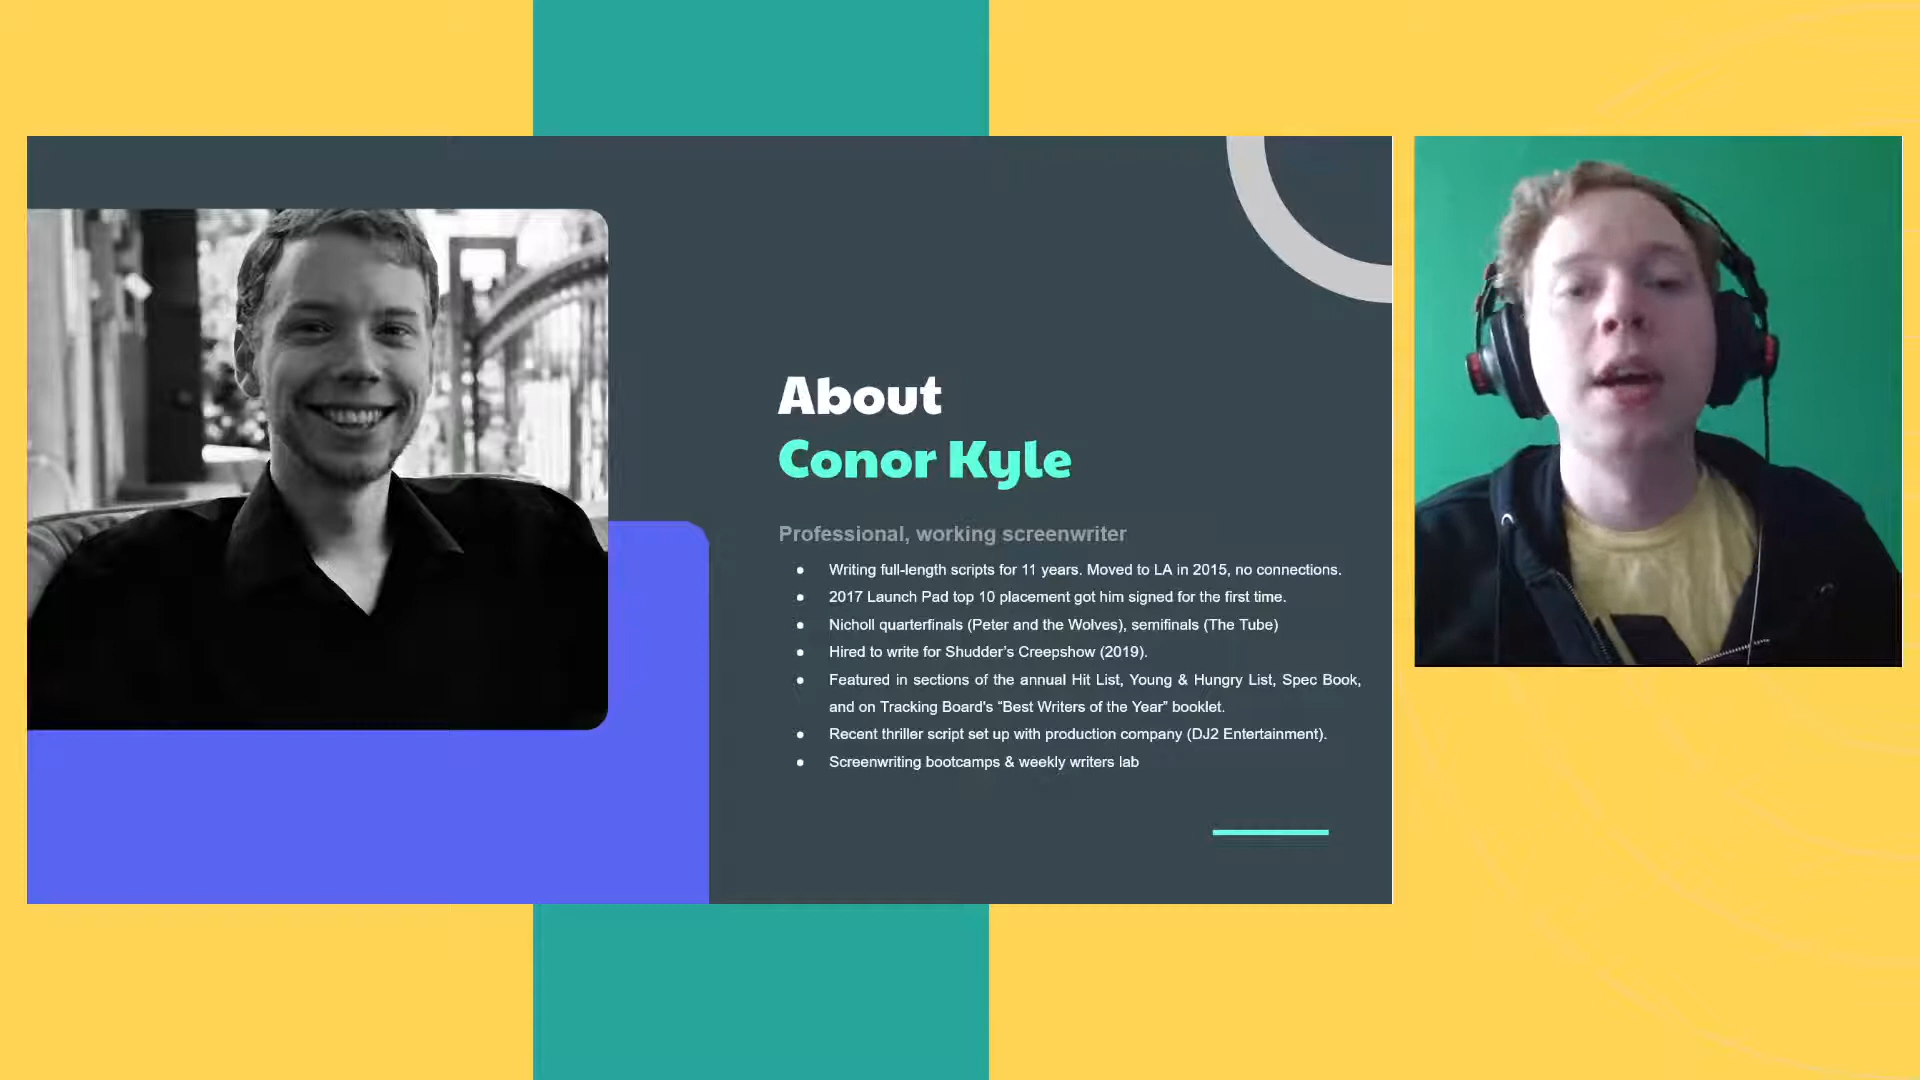 About
Conor Kyle
Professional, working screenwriter
● Writing full-length scripts for 11 years. Moved to LA in 2015, no connections.
● 2017 Launch Pad top 10 placement got him signed for the first time.
● Nicholl quarterfinals (Peter and the Wolves), semifinals (The Tube)
● Hired to write for Shudder’s Creepshow (2019).
● Featured in sections of the annual Hit List, Young & Hungry List, Spec Book,
and on Tracking Board's “Best Writers of the Year” booklet.
● Recent thriller script set up with production company (DJ2 Entertainment).
● Screenwriting bootcamps & weekly writers lab